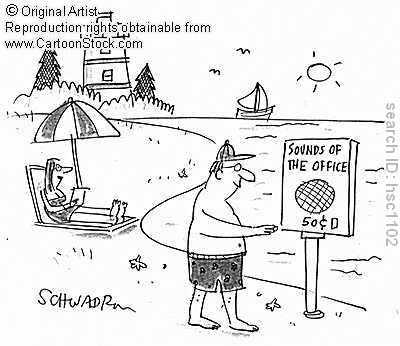 © Original Artist
Reproduction rights obtainable from
www.CartoonStock.com
SOUNDS OF
THE OFFICE
50¢
SCHWADRON
search ID: hsc1102